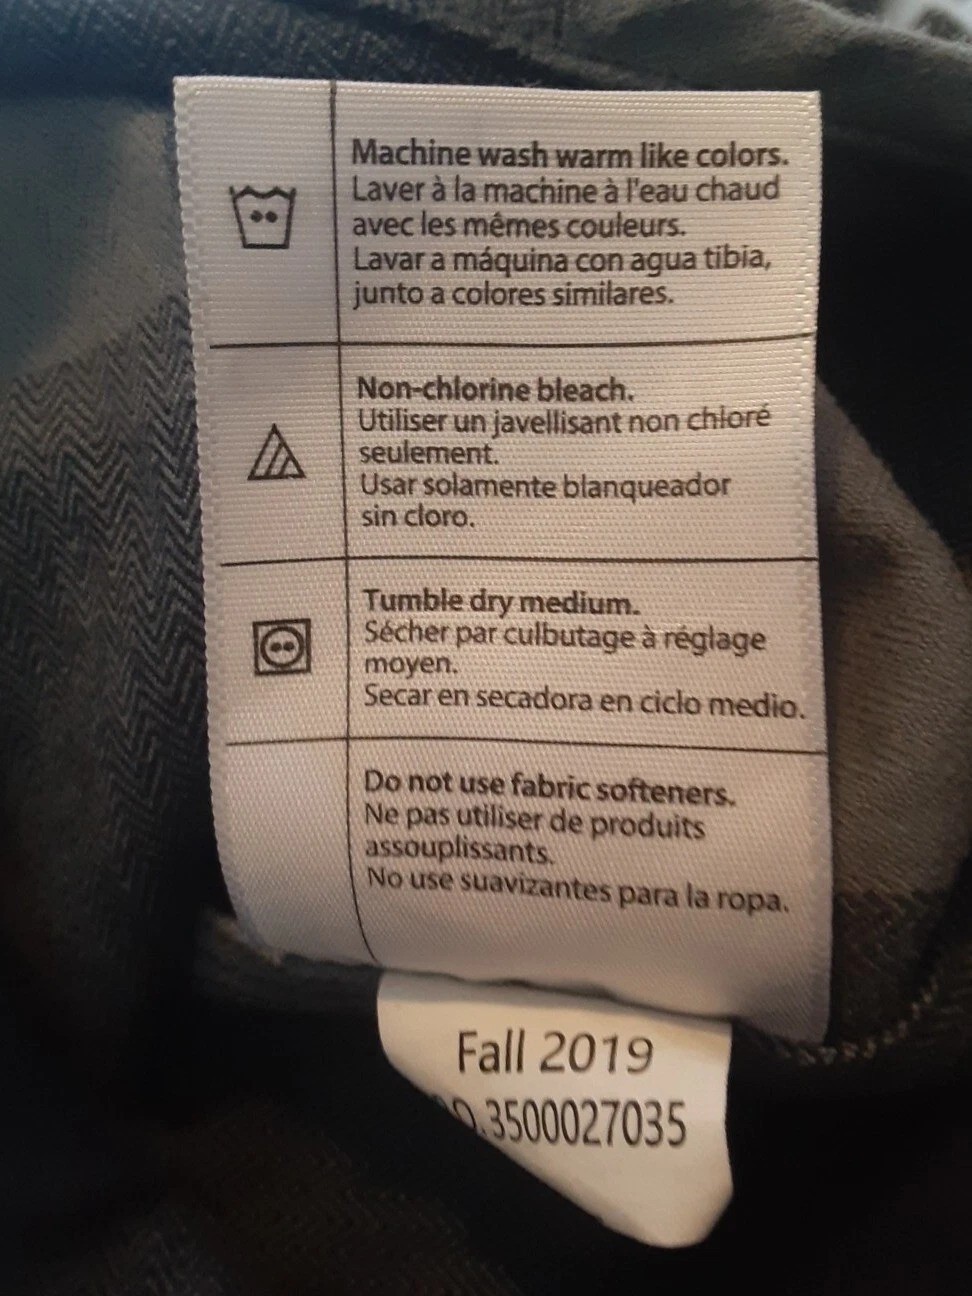 Machine wash warm like colors.
Laver à la machine à l'eau chaud
avec les mêmes couleurs.
Lavar a máquina con agua tibia,
junto a colores similares.
Non-chlorine bleach.
Utiliser un javellisant non chloré
seulement.
Usar solamente blanqueador
sin cloro.
Tumble dry medium.
Sécher par culbutage à réglage
moyen.
Secar en secadora en ciclo medio.
Do not use fabric softeners.
Ne pas utiliser de produits
assouplissants.
No use suavizantes para la ropa.
Fall 2019
.3500027035